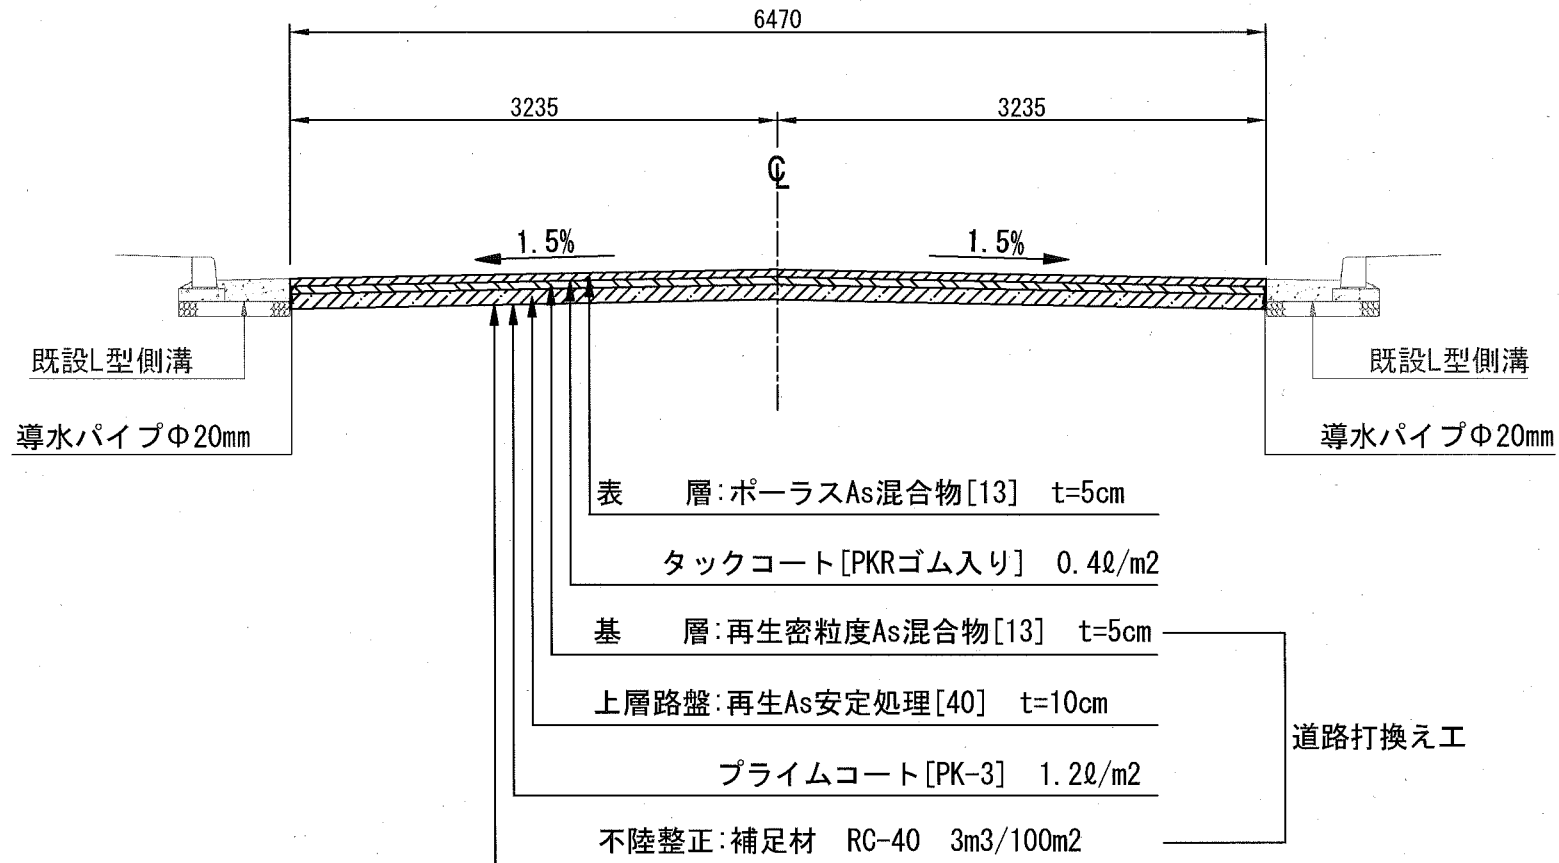 6470
3235
3235
℄
1.5%
1.5%
既設L型側溝
既設L型側溝
導水パイプΦ20mm
導水パイプΦ20mm
表　　層:ポーラスAs混合物[13]　t=5cm
タックコート[PKRゴム入り]　0.4ℓ/m2
基　　層:再生密粒度As混合物[13]　t=5cm
上層路盤:再生As安定処理[40]　t=10cm
道路打換え工
プライムコート[PK-3]　1.2ℓ/m2
不陸整正:補足材　RC-40　3m3/100m2